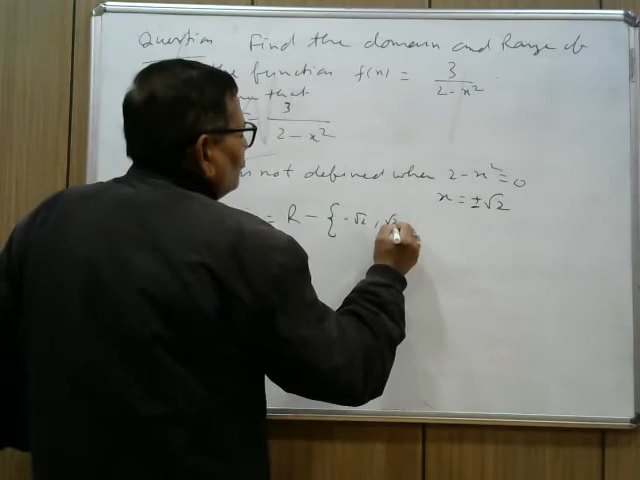 Question Find the domain and Range of
the function f(x) = 3/(2-x²)
that
3/(2-x²)
not defined when 2-x²=0
x = ±√2
= R - {-√2, √2